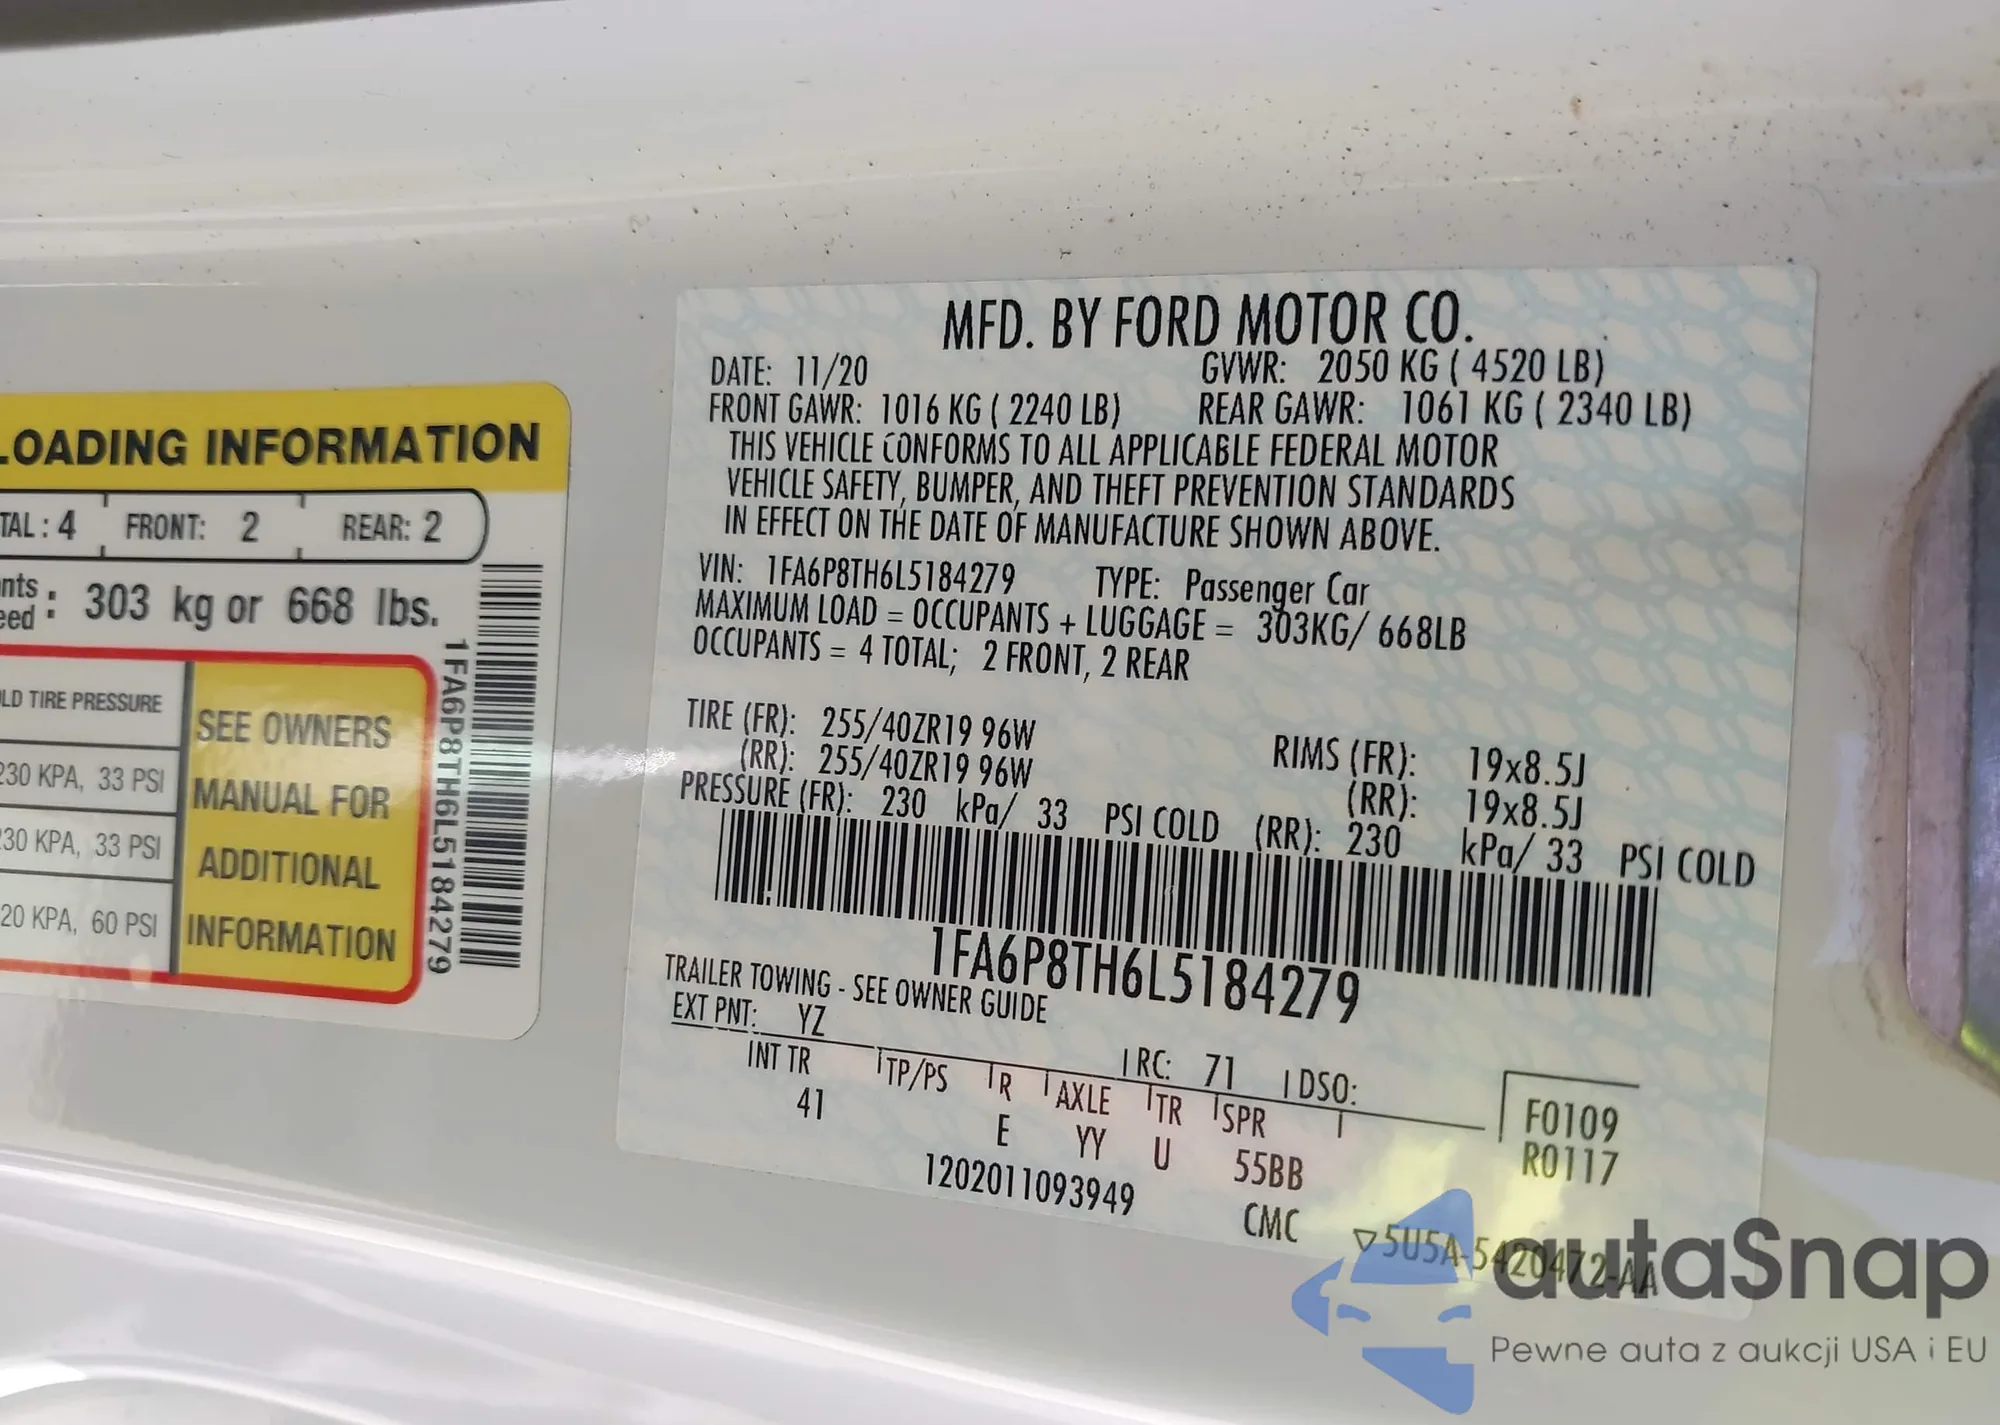 LOADING INFORMATION
TAL : 4 FRONT: 2 REAR: 2
nts
eed : 303 kg or 668 lbs.
LD TIRE PRESSURE
230 KPA, 33 PSI
230 KPA, 33 PSI
20 KPA, 60 PSI
SEE OWNERS
MANUAL FOR
ADDITIONAL
INFORMATION
1FA6P8TH6L5184279
MFD. BY FORD MOTOR CO.
DATE: 11/20 GVWR: 2050 KG ( 4520 LB)
FRONT GAWR: 1016 KG ( 2240 LB) REAR GAWR: 1061 KG ( 2340 LB)
THIS VEHICLE CONFORMS TO ALL APPLICABLE FEDERAL MOTOR
VEHICLE SAFETY, BUMPER, AND THEFT PREVENTION STANDARDS
IN EFFECT ON THE DATE OF MANUFACTURE SHOWN ABOVE.
VIN: 1FA6P8TH6L5184279 TYPE: Passenger Car
MAXIMUM LOAD = OCCUPANTS + LUGGAGE = 303KG/ 668LB
OCCUPANTS = 4 TOTAL; 2 FRONT, 2 REAR
TIRE (FR): 255/40ZR19 96W RIMS (FR): 19x8.5J
(RR): 255/40ZR19 96W (RR): 19x8.5J
PRESSURE (FR): 230 kPa/ 33 PSI COLD (RR): 230 kPa/ 33 PSI COLD
1FA6P8TH6L5184279
TRAILER TOWING - SEE OWNER GUIDE
EXT PNT: YZ RC: 71 DSO:
INT TR TP/PS R AXLE TR SPR
41 E YY U 55BB
F0109
R0117
1202011093949 CMC
▽5U5A-5420472-AA
autaSnap
Pewne auta z aukcji USA i EU